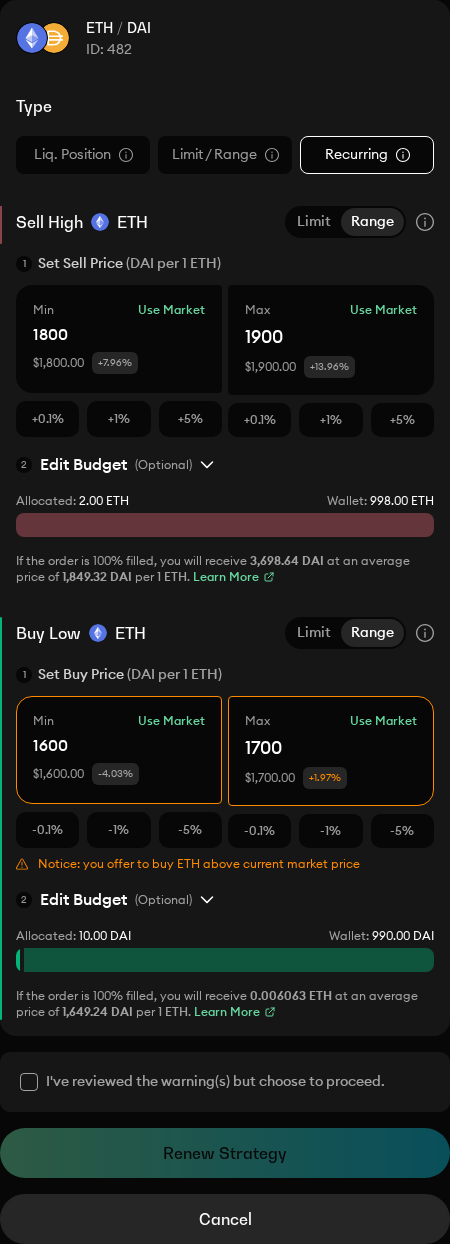 ETH / DAI
ID: 482
Type
Liq. Position
Limit / Range
Recurring
Sell High ETH
Limit Range
1 Set Sell Price (DAI per 1 ETH)
Min Use Market
1800
$1,800.00 +7.96%
Max Use Market
1900
$1,900.00 +13.96%
+0.1% +1% +5% +0.1% +1% +5%
2 Edit Budget (Optional)
Allocated: 2.00 ETH Wallet: 998.00 ETH
If the order is 100% filled, you will receive 3,698.64 DAI at an average
price of 1,849.32 DAI per 1 ETH. Learn More
Buy Low ETH
Limit Range
1 Set Buy Price (DAI per 1 ETH)
Min Use Market
1600
$1,600.00 -4.03%
Max Use Market
1700
$1,700.00 +1.97%
-0.1% -1% -5% -0.1% -1% -5%
Notice: you offer to buy ETH above current market price
2 Edit Budget (Optional)
Allocated: 10.00 DAI Wallet: 990.00 DAI
If the order is 100% filled, you will receive 0.006063 ETH at an average
price of 1,649.24 DAI per 1 ETH. Learn More
I've reviewed the warning(s) but choose to proceed.
Renew Strategy
Cancel